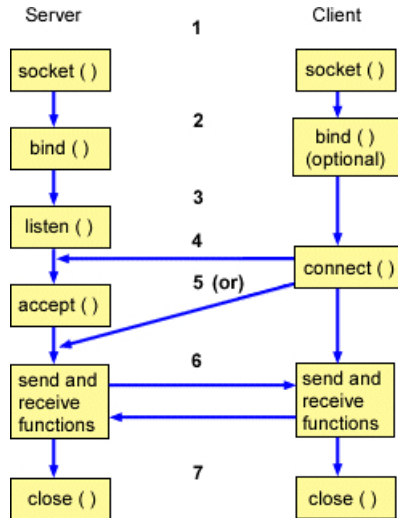 Server
Client
1
socket ( )
socket ( )
2
bind ( )
bind ( )
(optional)
3
listen ( )
4
connect ( )
5 (or)
accept ( )
6
send and
receive
functions
send and
receive
functions
7
close ( )
close ( )